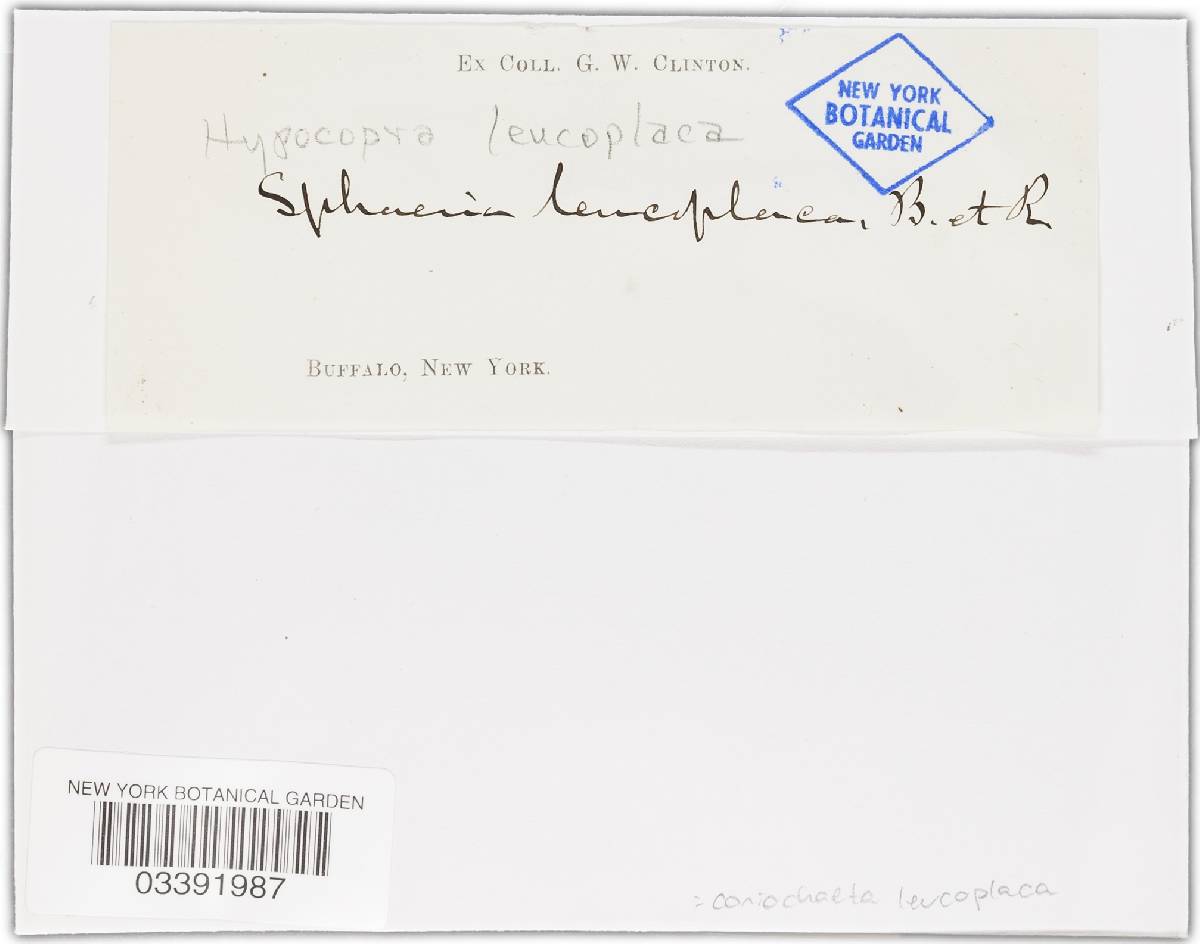 Ex Coll. G. W. Clinton.
NEW YORK
BOTANICAL
GARDEN
Hypocopra leucoplaca
Sphaeria leucoplaca, B. et R.
Buffalo, New York.
NEW YORK BOTANICAL GARDEN
03391987
= coniochaeta leucoplaca